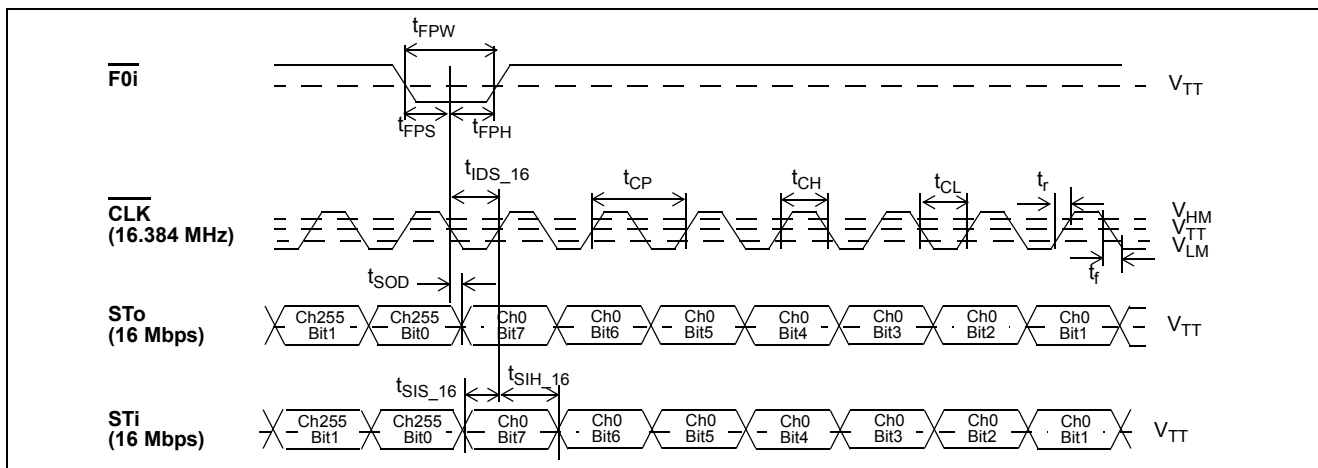 tFPW
F0i
VTT
tFPS tFPH
tIDS_16 tCP tCH tCL tr
CLK
(16.384 MHz)
VHM
VTT
VLM
tf
tSOD
STo
(16 Mbps)
Ch255 Ch255 Ch0 Ch0 Ch0 Ch0 Ch0 Ch0 Ch0
Bit1 Bit0 Bit7 Bit6 Bit5 Bit4 Bit3 Bit2 Bit1
VTT
tSIS_16 tSIH_16
STi
(16 Mbps)
Ch255 Ch255 Ch0 Ch0 Ch0 Ch0 Ch0 Ch0 Ch0
Bit1 Bit0 Bit7 Bit6 Bit5 Bit4 Bit3 Bit2 Bit1
VTT